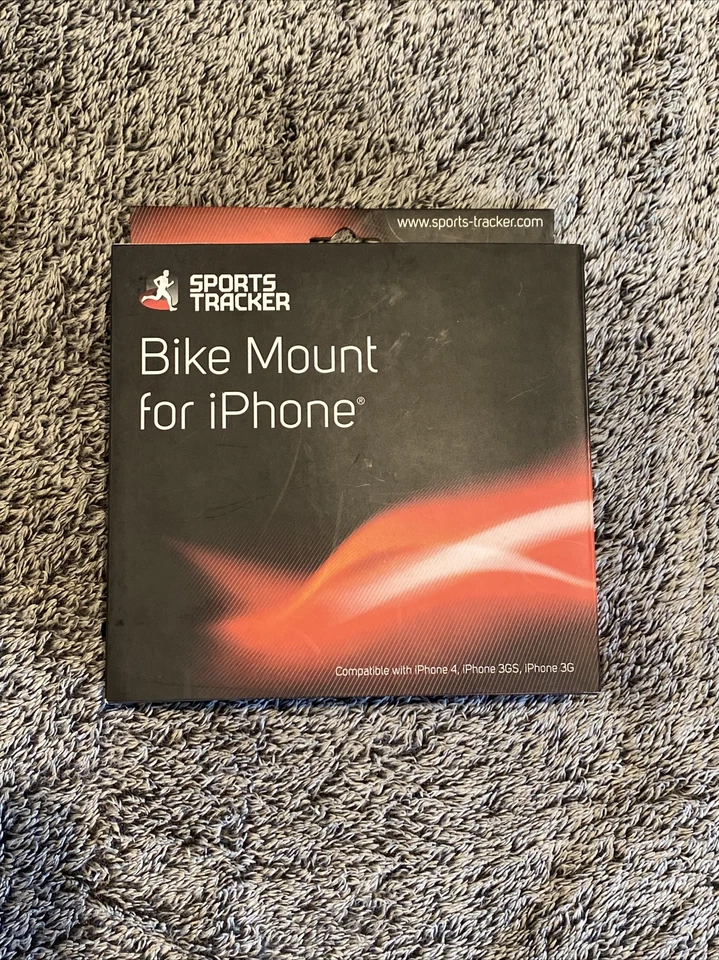 www.sports-tracker.com
SPORTS
TRACKER
Bike Mount
for iPhone®
Compatible with iPhone 4, iPhone 3GS, iPhone 3G